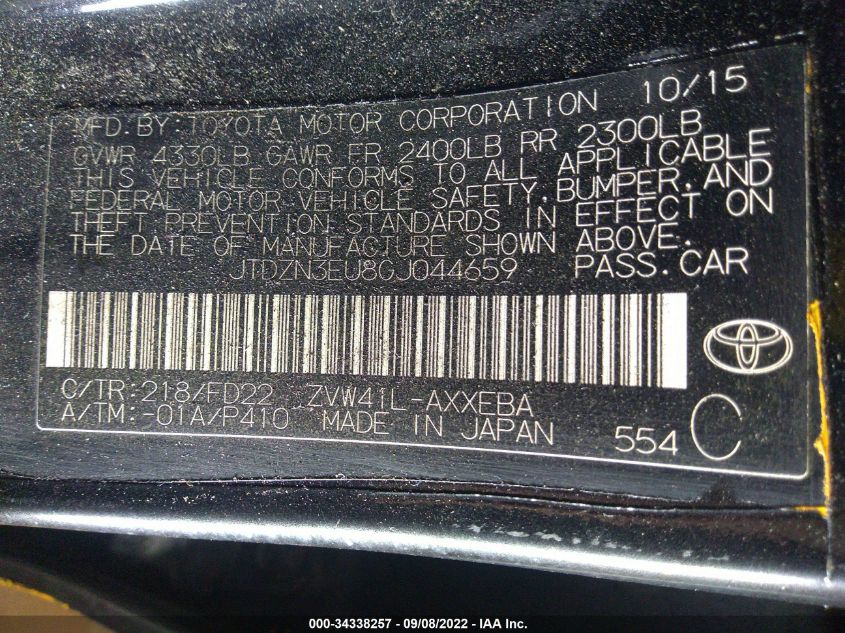 MFD.BY:TOYOTA MOTOR CORPORATION 10/15
GVWR 4330LB GAWR FR 2400LB RR 2300LB
THIS VEHICLE CONFORMS TO ALL APPLICABLE
FEDERAL MOTOR VEHICLE SAFETY,BUMPER,AND
THEFT PREVENTION STANDARDS IN EFFECT ON
THE DATE OF MANUFACTURE SHOWN ABOVE.
JTDZN3EU8GJ044659 PASS.CAR
C/TR:218/FD22 ZVW41L-AXXEBA
A/TM:-01A/P410 MADE IN JAPAN
554 C
000-34338257 - 09/08/2022 - IAA Inc.